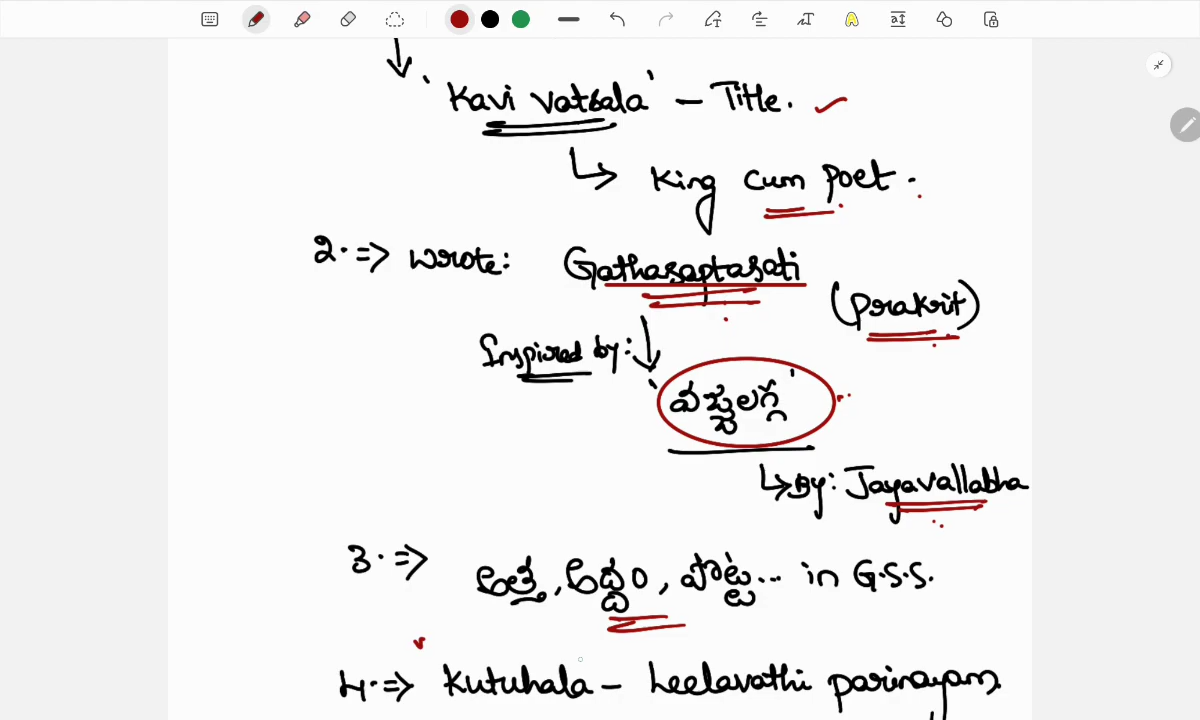 'Kavi Vatsala' - Title.
↳ King Cum Poet.
2. ⇒ Wrote: Gathasaptasati
(Prakrit)
Inspired by: ↓
'వజ్జలగ్గ'
↳ By: Jayavallabha
3. ⇒ , పొట్ట... in G.S.S.
4. ⇒ Kutuhala - Leelavathi parinayam.